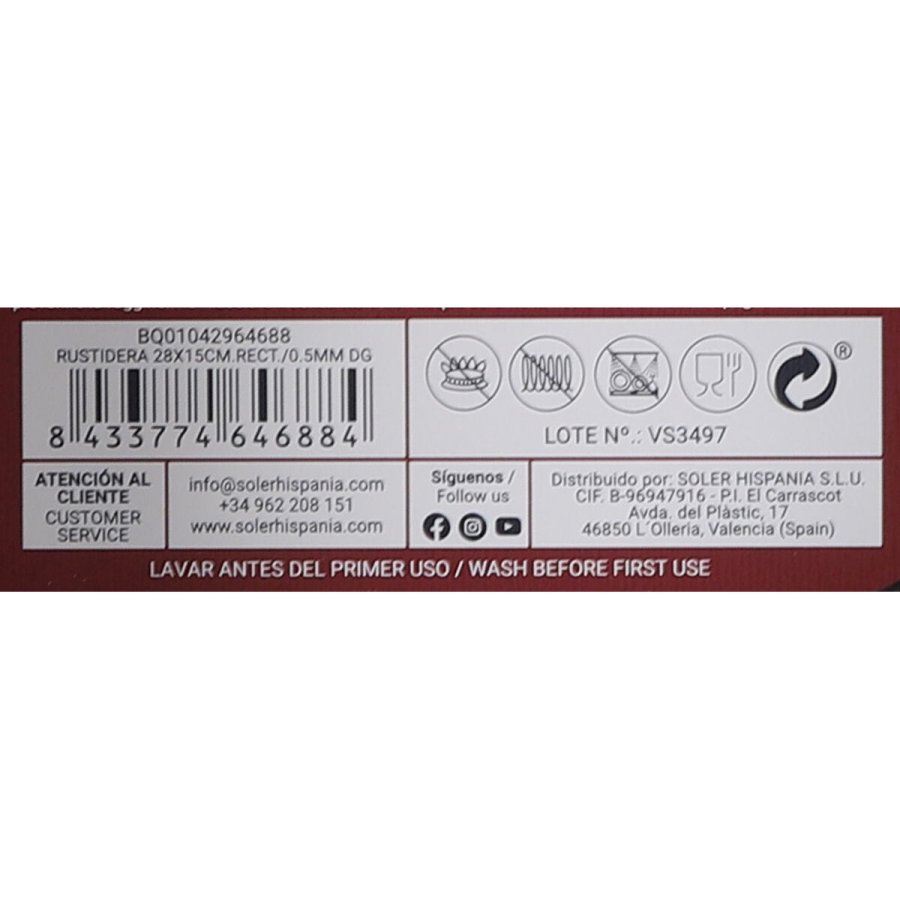 BQ01042964688
RUSTIDERA 28X15CM.RECT./0.5MM DG
8 433774 646884
®
LOTE Nº.: VS3497
ATENCIÓN AL
CLIENTE
CUSTOMER
SERVICE
info@solerhispania.com
+34 962 208 151
www.solerhispania.com
Síguenos /
Follow us
Distribuido por: SOLER HISPANIA S.L.U.
CIF. B-96947916 - P.I. El Carrascot
Avda. del Plàstic, 17
46850 L´Olleria, Valencia (Spain)
LAVAR ANTES DEL PRIMER USO / WASH BEFORE FIRST USE